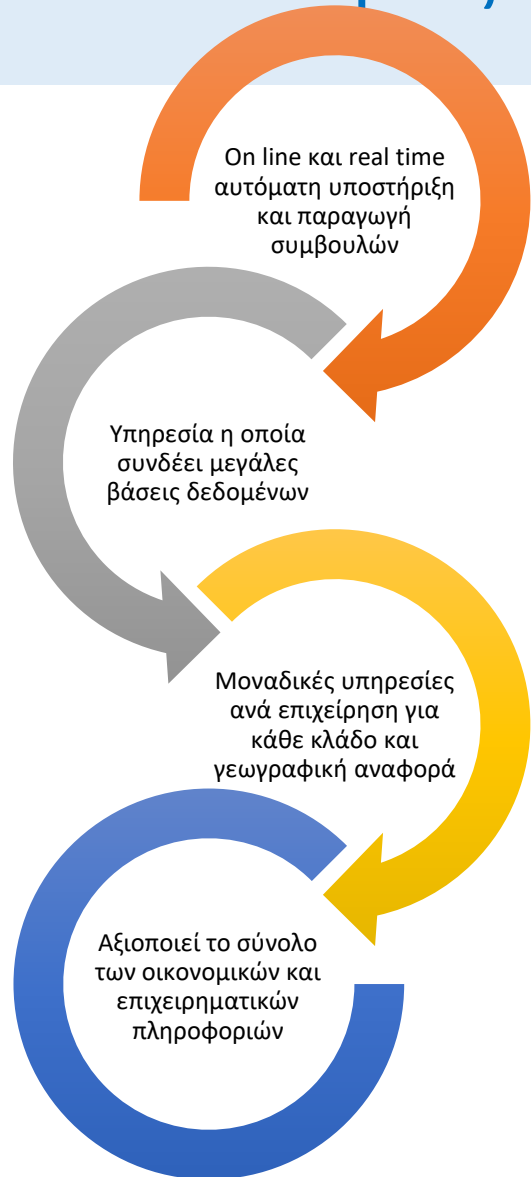 On line και real time
αυτόματη υποστήριξη
και παραγωγή
συμβουλών
Υπηρεσία η οποία
συνδέει μεγάλες
βάσεις δεδομένων
Μοναδικές υπηρεσίες
ανά επιχείρηση για
κάθε κλάδο και
γεωγραφική αναφορά
Αξιοποιεί το σύνολο
των οικονομικών και
επιχειρηματικών
πληροφοριών